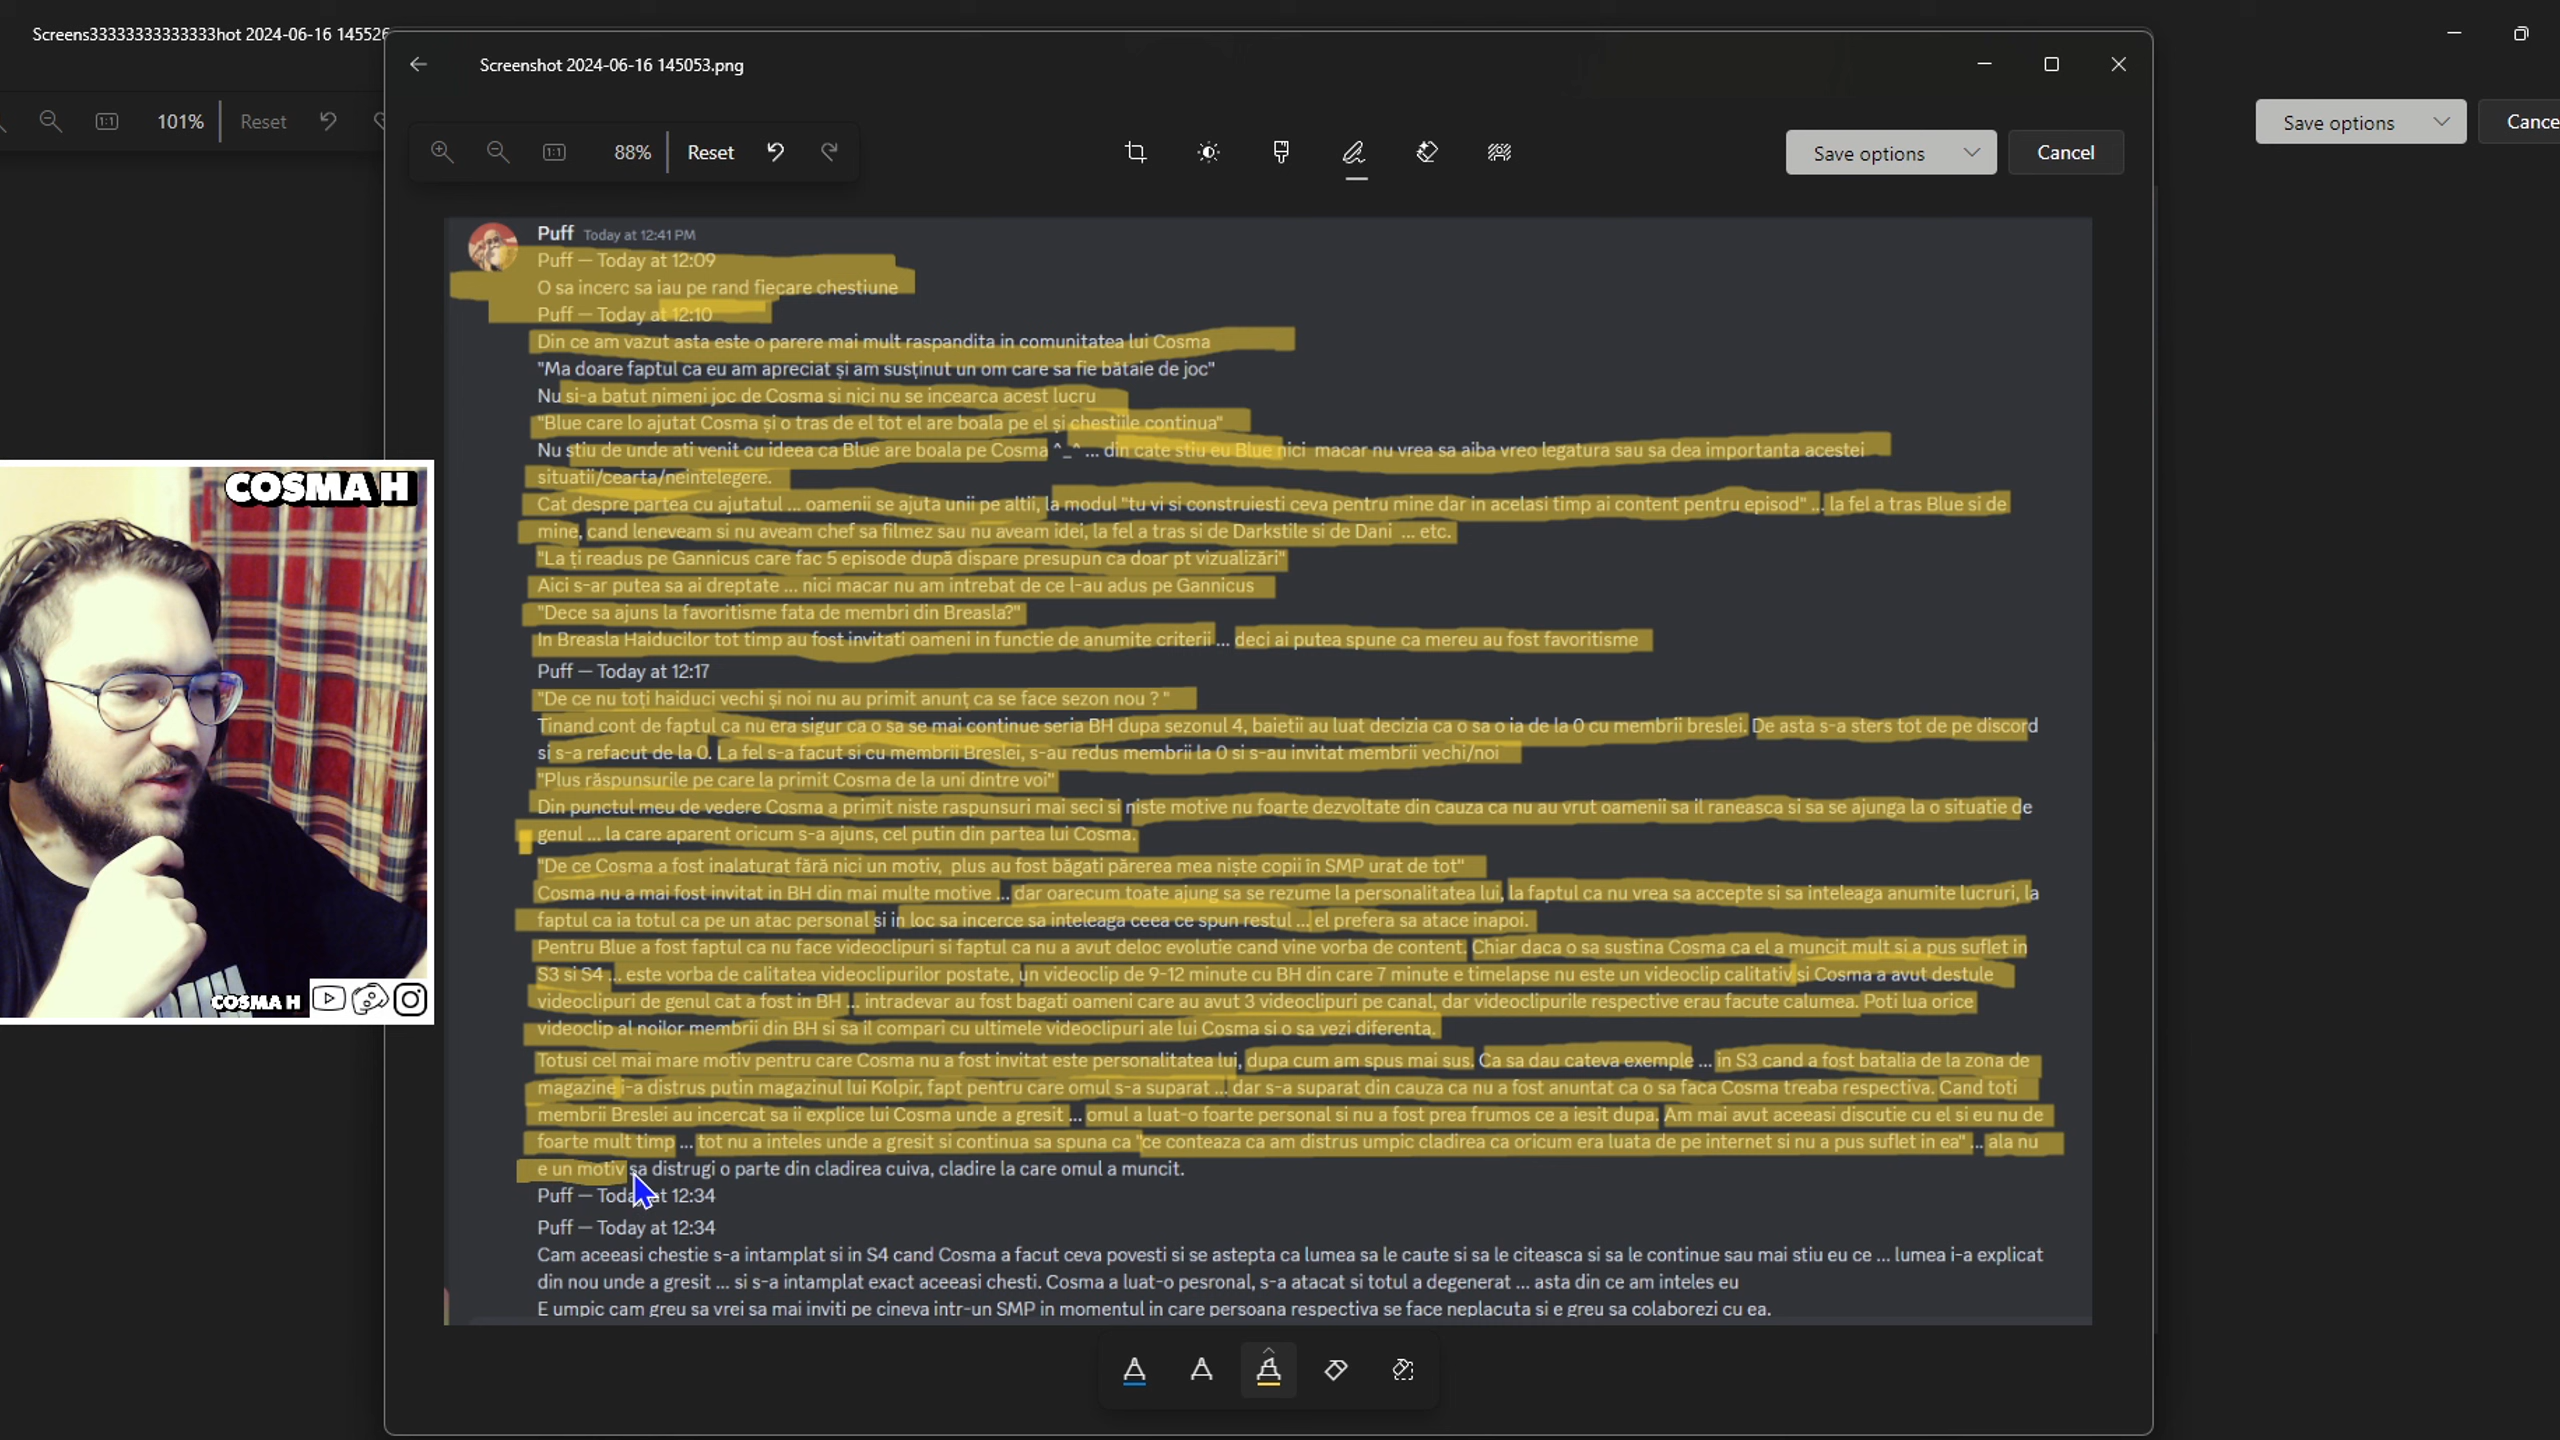 Screens33333333333333hot 2024-06-16 145526
Screenshot 2024-06-16 145053.png
101%
Reset
88%
Reset
Save options
Cancel
Save options
Cance
Puff Today at 12:41 PM
Puff — Today at 12:09
O sa incerc sa iau pe rand fiecare chestiune
Puff — Today at 12:10
Din ce am vazut asta este o parere mai mult raspandita in comunitatea lui Cosma
"Ma doare faptul ca eu am apreciat și am susținut un om care sa fie bătaie de joc"
Nu si-a batut nimeni joc de Cosma si nici nu se incearca acest lucru
"Blue care lo ajutat Cosma și o tras de el tot el are boala pe el și chestiile continua"
Nu stiu de unde ati venit cu ideea ca Blue are boala pe Cosma ^_^ ... din cate stiu eu Blue nici macar nu vrea sa aiba vreo legatura sau sa dea importanta acestei
situatii/cearta/neintelegere.
Cat despre partea cu ajutatul ... oamenii se ajuta unii pe altii, la modul "tu vi si construiesti ceva pentru mine dar in acelasi timp ai content pentru episod" ... la fel a tras Blue si de
mine, cand leneveam si nu aveam chef sa filmez sau nu aveam idei, la fel a tras si de Darkstile si de Dani ... etc.
"La ți readus pe Gannicus care fac 5 episode după dispare presupun ca doar pt vizualizări"
Aici s-ar putea sa ai dreptate ... nici macar nu am intrebat de ce l-au adus pe Gannicus
"Dece sa ajuns la favoritisme fata de membri din Breasla?"
In Breasla Haiducilor tot timp au fost invitati oameni in functie de anumite criterii ... deci ai putea spune ca mereu au fost favoritisme
Puff — Today at 12:17
"De ce nu toți haiduci vechi și noi nu au primit anunț ca se face sezon nou ? "
Tinand cont de faptul ca nu era sigur ca o sa se mai continue seria BH dupa sezonul 4, baietii au luat decizia ca o sa o ia de la 0 cu membrii breslei. De asta s-a sters tot de pe discord
si s-a refacut de la 0. La fel s-a facut si cu membrii Breslei, s-au redus membrii la 0 si s-au invitat membrii vechi/noi
"Plus răspunsurile pe care la primit Cosma de la uni dintre voi"
Din punctul meu de vedere Cosma a primit niste raspunsuri mai seci si niste motive nu foarte dezvoltate din cauza ca nu au vrut oamenii sa il raneasca si sa se ajunga la o situatie de
genul ... la care aparent oricum s-a ajuns, cel putin din partea lui Cosma.
"De ce Cosma a fost inalaturat fără nici un motiv,  plus au fost băgati părerea mea niște copii în SMP urat de tot"
Cosma nu a mai fost invitat in BH din mai multe motive ... dar oarecum toate ajung sa se rezume la personalitatea lui, la faptul ca nu vrea sa accepte si sa inteleaga anumite lucruri, la
faptul ca ia totul ca pe un atac personal si in loc sa incerce sa inteleaga ceea ce spun restul ... el prefera sa atace inapoi.
Pentru Blue a fost faptul ca nu face videoclipuri si faptul ca nu a avut deloc evolutie cand vine vorba de content. Chiar daca o sa sustina Cosma ca el a muncit mult si a pus suflet in
S3 si S4 ... este vorba de calitatea videoclipurilor postate, un videoclip de 9-12 minute cu BH din care 7 minute e timelapse nu este un videoclip calitativ si Cosma a avut destule
videoclipuri de genul cat a fost in BH ... intradevar au fost bagati oameni care au avut 3 videoclipuri pe canal, dar videoclipurile respective erau facute calumea. Poti lua orice
videoclip al noilor membrii din BH si sa il compari cu ultimele videoclipuri ale lui Cosma si o sa vezi diferenta.
Totusi cel mai mare motiv pentru care Cosma nu a fost invitat este personalitatea lui, dupa cum am spus mai sus. Ca sa dau cateva exemple ... in S3 cand a fost batalia de la zona de
magazine i-a distrus putin magazinul lui Kolpir, fapt pentru care omul s-a suparat ... dar s-a suparat din cauza ca nu a fost anuntat ca o sa faca Cosma treaba respectiva. Cand toti
membrii Breslei au incercat sa ii explice lui Cosma unde a gresit ... omul a luat-o foarte personal si nu a fost prea frumos ce a iesit dupa. Am mai avut aceeasi discutie cu el si eu nu de
foarte mult timp ... tot nu a inteles unde a gresit si continua sa spuna ca "ce conteaza ca am distrus umpic cladirea ca oricum era luata de pe internet si nu a pus suflet in ea" ... ala nu
e un motiv sa distrugi o parte din cladirea cuiva, cladire la care omul a muncit.
Puff — Today at 12:34
Puff — Today at 12:34
Cam aceeasi chestie s-a intamplat si in S4 cand Cosma a facut ceva povesti si se astepta ca lumea sa le caute si sa le citeasca si sa le continue sau mai stiu eu ce ... lumea i-a explicat
din nou unde a gresit ... si s-a intamplat exact aceeasi chesti. Cosma a luat-o pesronal, s-a atacat si totul a degenerat ... asta din ce am inteles eu
E umpic cam greu sa vrei sa mai inviti pe cineva intr-un SMP in momentul in care persoana respectiva se face neplacuta si e greu sa colaborezi cu ea.
COSMA H
COSMA H